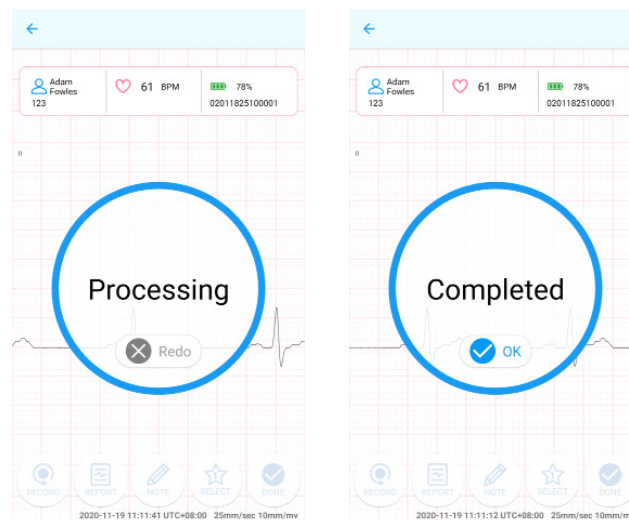 Adam
Fowles
123
61 BPM
78%
02011825100001
II
Processing
Redo
RECORD
REPORT
NOTE
SELECT
DONE
2020-11-19 11:11:41 UTC+08:00 25mm/sec 10mm/mv
Adam
Fowles
123
61 BPM
78%
02011825100001
II
Completed
OK
RECORD
REPORT
NOTE
SELECT
DONE
2020-11-19 11:11:12 UTC+08:00 25mm/sec 10mm/m